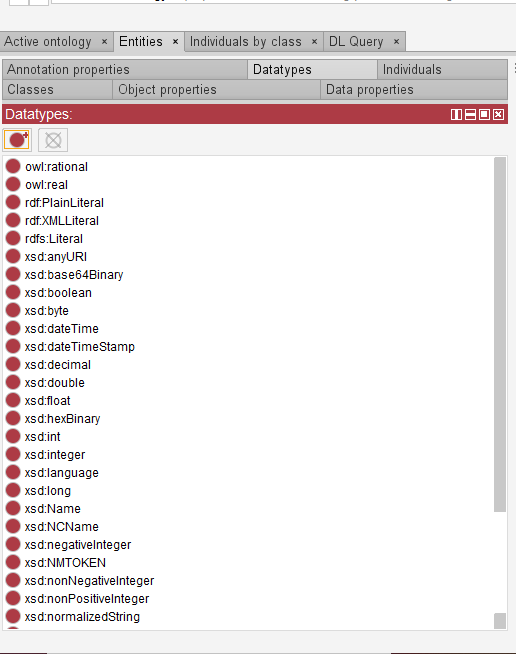 Active ontology × Entities × Individuals by class × DL Query ×
Annotation properties Datatypes Individuals
Classes Object properties Data properties
Datatypes:
owl:rational
owl:real
rdf:PlainLiteral
rdf:XMLLiteral
rdfs:Literal
xsd:anyURI
xsd:base64Binary
xsd:boolean
xsd:byte
xsd:dateTime
xsd:dateTimeStamp
xsd:decimal
xsd:double
xsd:float
xsd:hexBinary
xsd:int
xsd:integer
xsd:language
xsd:long
xsd:Name
xsd:NCName
xsd:negativeInteger
xsd:NMTOKEN
xsd:nonNegativeInteger
xsd:nonPositiveInteger
xsd:normalizedString